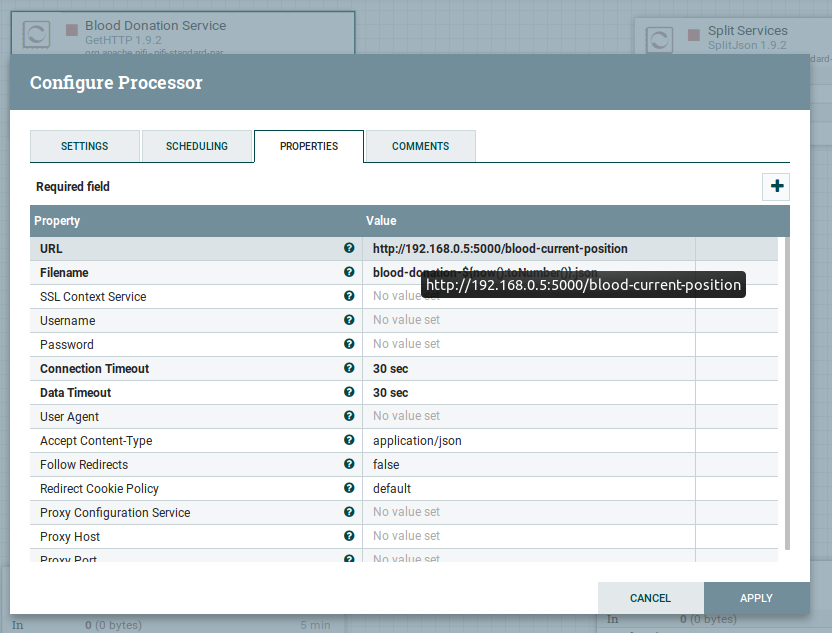 Blood Donation Service
GetHTTP 1.9.2
org.apache.nifi - nifi-standard-nar
Split Services
SplitJson 1.9.2
Configure Processor
SETTINGS
SCHEDULING
PROPERTIES
COMMENTS
Required field
Property Value
URL http://192.168.0.5:5000/blood-current-position
Filename blood-donation-${now():toNumber()}.json
http://192.168.0.5:5000/blood-current-position
SSL Context Service No value set
Username No value set
Password No value set
Connection Timeout 30 sec
Data Timeout 30 sec
User Agent No value set
Accept Content-Type application/json
Follow Redirects false
Redirect Cookie Policy default
Proxy Configuration Service No value set
Proxy Host No value set
Proxy Port No value set
CANCEL
APPLY
In 0 (0 bytes) 5 min
In 0 (0 bytes)